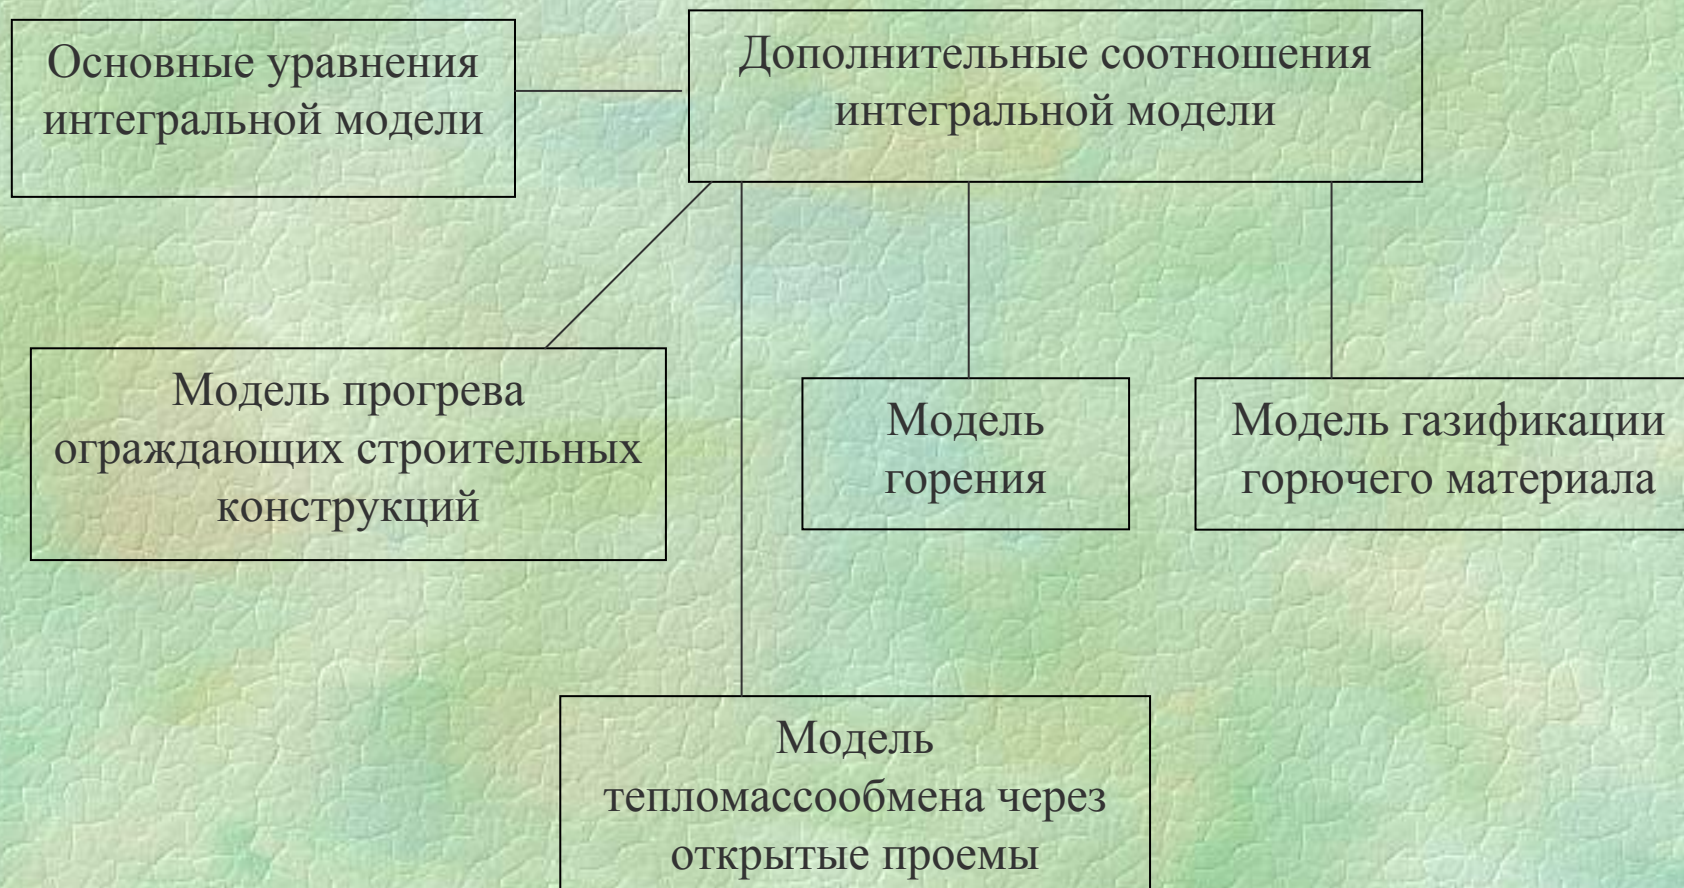 Основные уравнения
интегральной модели
Дополнительные соотношения
интегральной модели
Модель прогрева
ограждающих строительных
конструкций
Модель
горения
Модель газификации
горючего материала
Модель
тепломассообмена через
открытые проемы